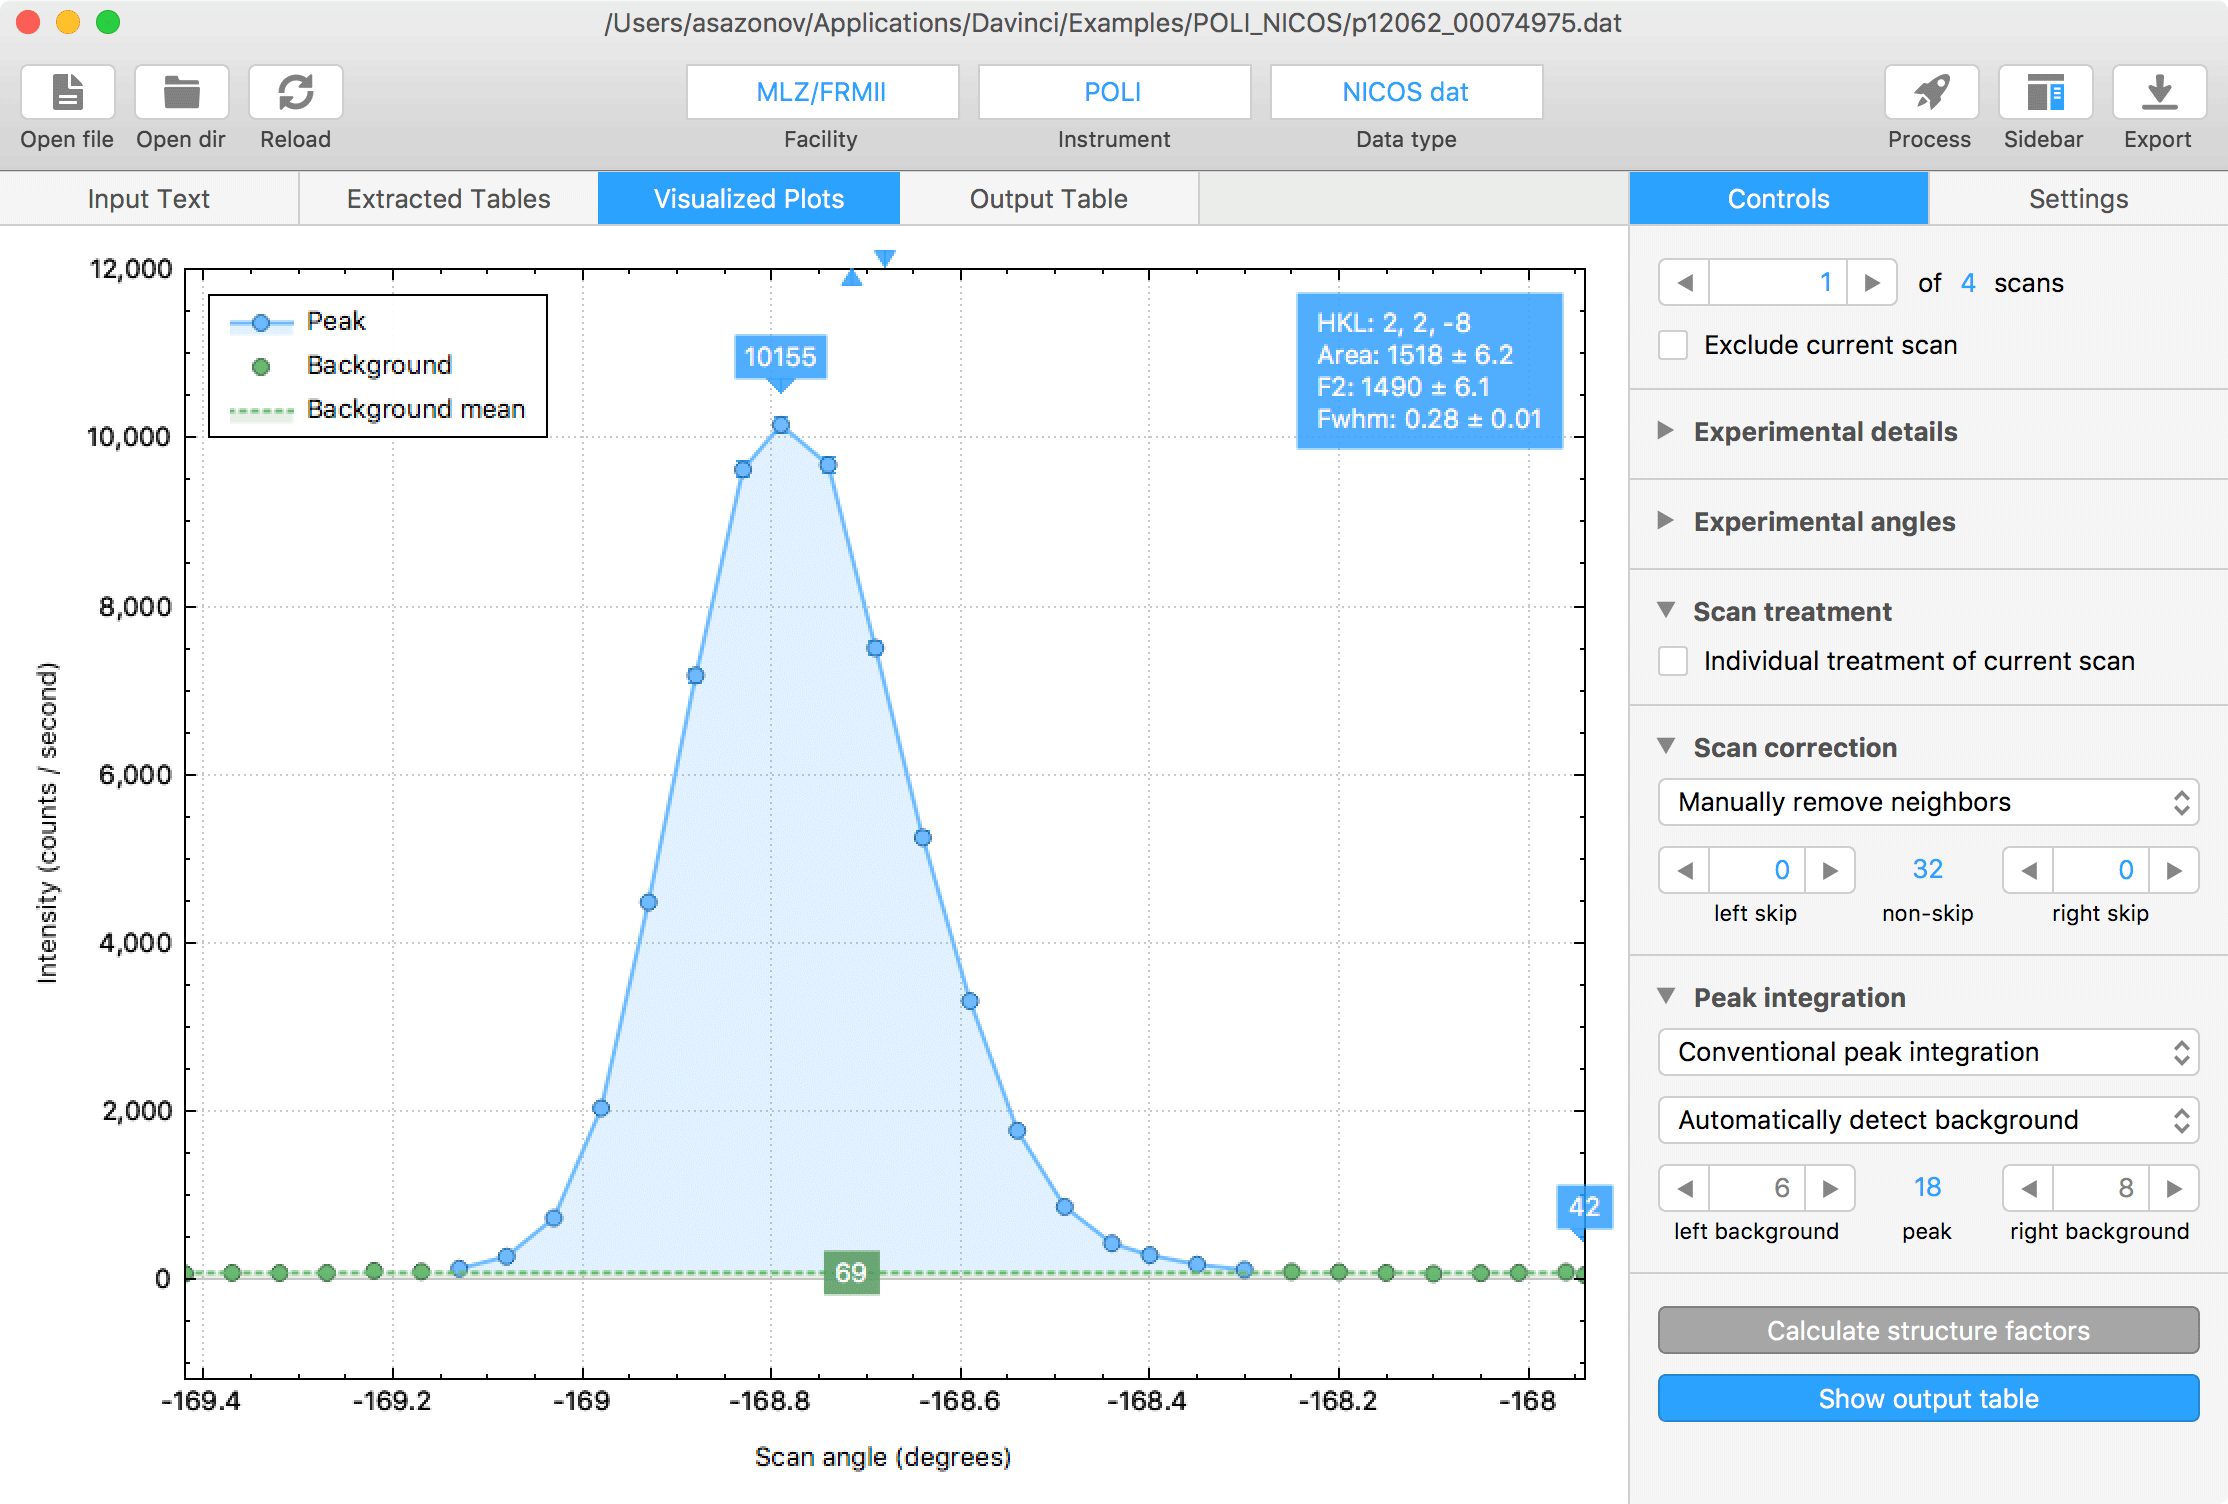 /Users/asazonov/Applications/Davinci/Examples/POLI_NICOS/p12062_00074975.dat
Open file
Open dir
Reload
MLZ/FRMII
Facility
POLI
Instrument
NICOS dat
Data type
Process
Sidebar
Export
Input Text
Extracted Tables
Visualized Plots
Output Table
Controls
Settings
12,000
10,000
8,000
6,000
4,000
2,000
0
Intensity (counts / second)
Peak
Background
Background mean
10155
HKL: 2, 2, -8
Area: 1518 ± 6.2
F2: 1490 ± 6.1
Fwhm: 0.28 ± 0.01
42
69
-169.4
-169.2
-169
-168.8
-168.6
-168.4
-168.2
-168
Scan angle (degrees)
1 of 4 scans
Exclude current scan
Experimental details
Experimental angles
Scan treatment
Individual treatment of current scan
Scan correction
Manually remove neighbors
0 32 0
left skip non-skip right skip
Peak integration
Conventional peak integration
Automatically detect background
6 18 8
left background peak right background
Calculate structure factors
Show output table